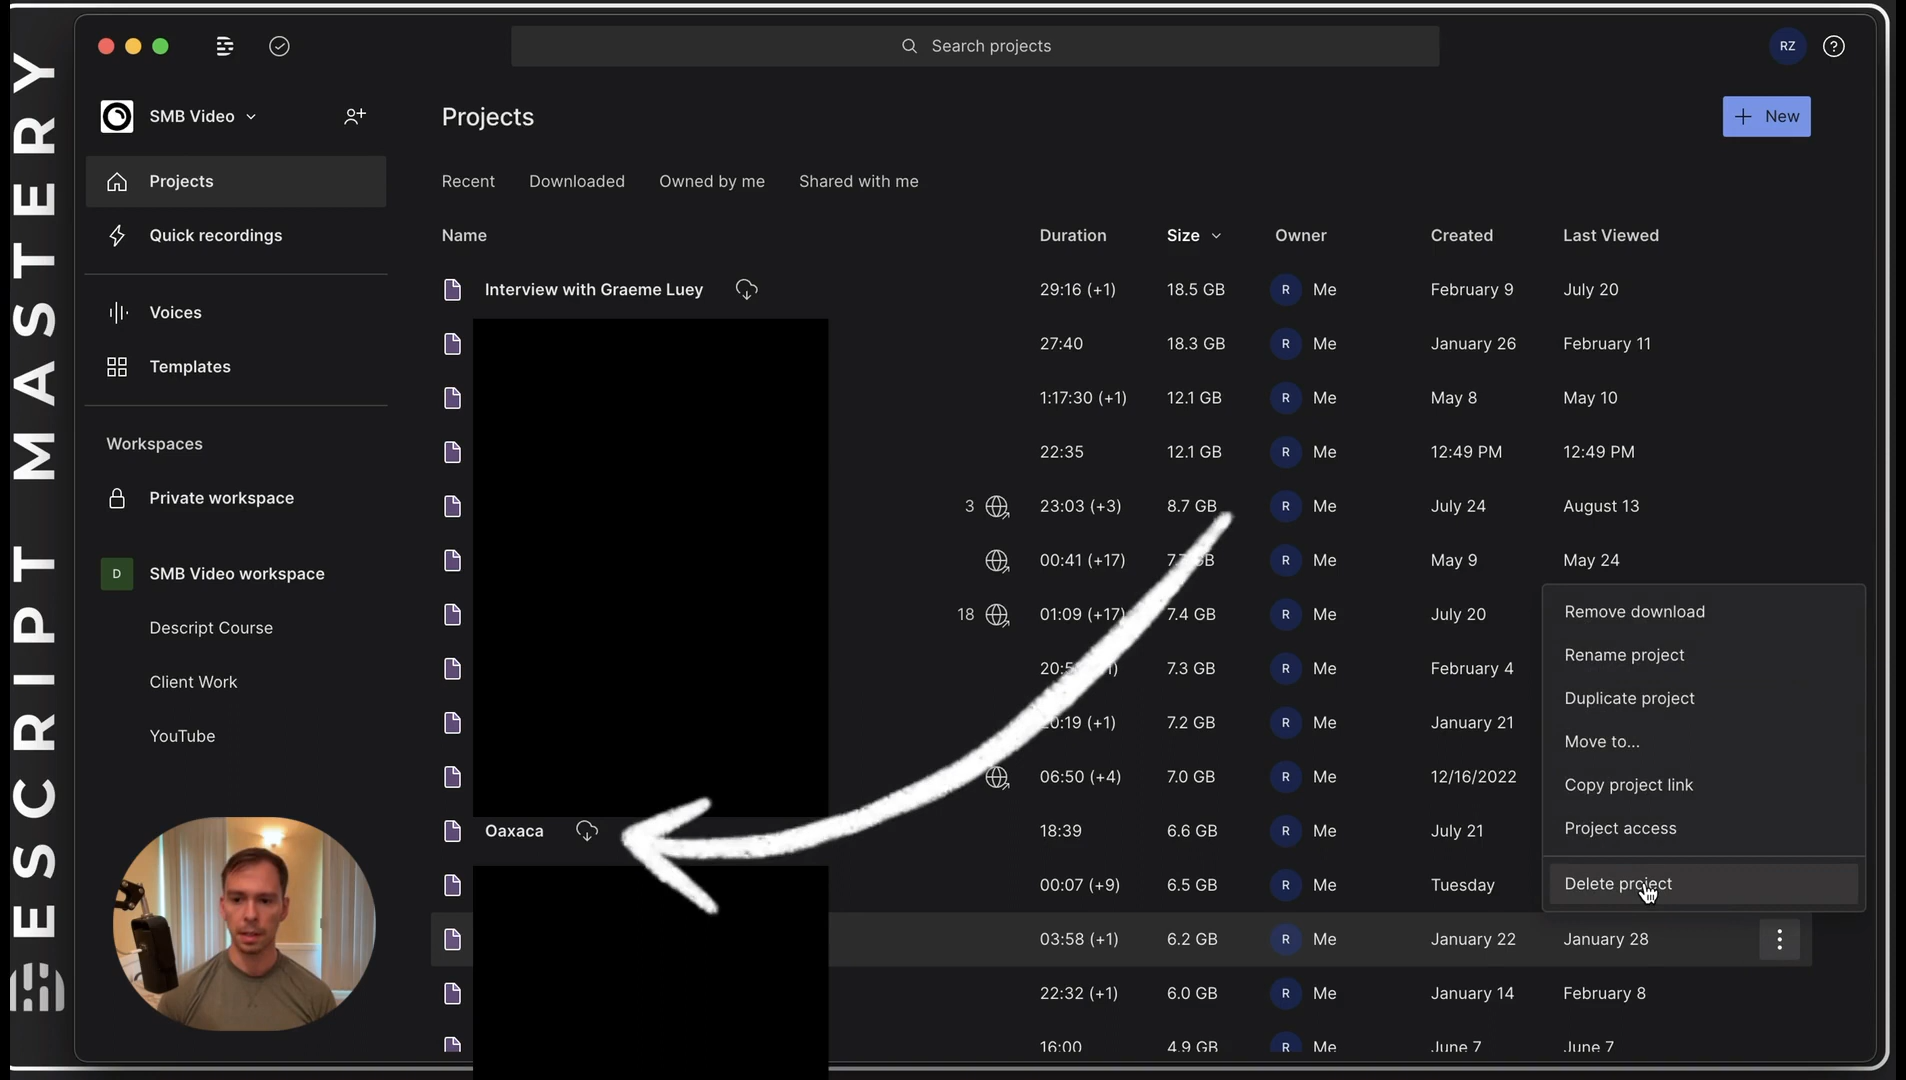 DESCRIPT MASTERY
Search projects
RZ
SMB Video
Projects
New
Projects
Recent Downloaded Owned by me Shared with me
Quick recordings
Name Duration Size Owner Created Last Viewed
Interview with Graeme Luey 29:16 (+1) 18.5 GB R Me February 9 July 20
Voices
27:40 18.3 GB R Me January 26 February 11
Templates
1:17:30 (+1) 12.1 GB R Me May 8 May 10
Workspaces
22:35 12.1 GB R Me 12:49 PM 12:49 PM
Private workspace
3 23:03 (+3) 8.7 GB R Me July 24 August 13
00:41 (+17) R Me May 9 May 24
D SMB Video workspace
18 01:09 (+17) 7.4 GB R Me July 20
Descript Course
7.3 GB R Me February 4
Client Work
:19 (+1) 7.2 GB R Me January 21
YouTube
06:50 (+4) 7.0 GB R Me 12/16/2022
Oaxaca 18:39 6.6 GB R Me July 21
00:07 (+9) 6.5 GB R Me Tuesday
03:58 (+1) 6.2 GB R Me January 22 January 28
22:32 (+1) 6.0 GB R Me January 14 February 8
16:00 4.9 GB R Me June 7 June 7
Remove download
Rename project
Duplicate project
Move to...
Copy project link
Project access
Delete project